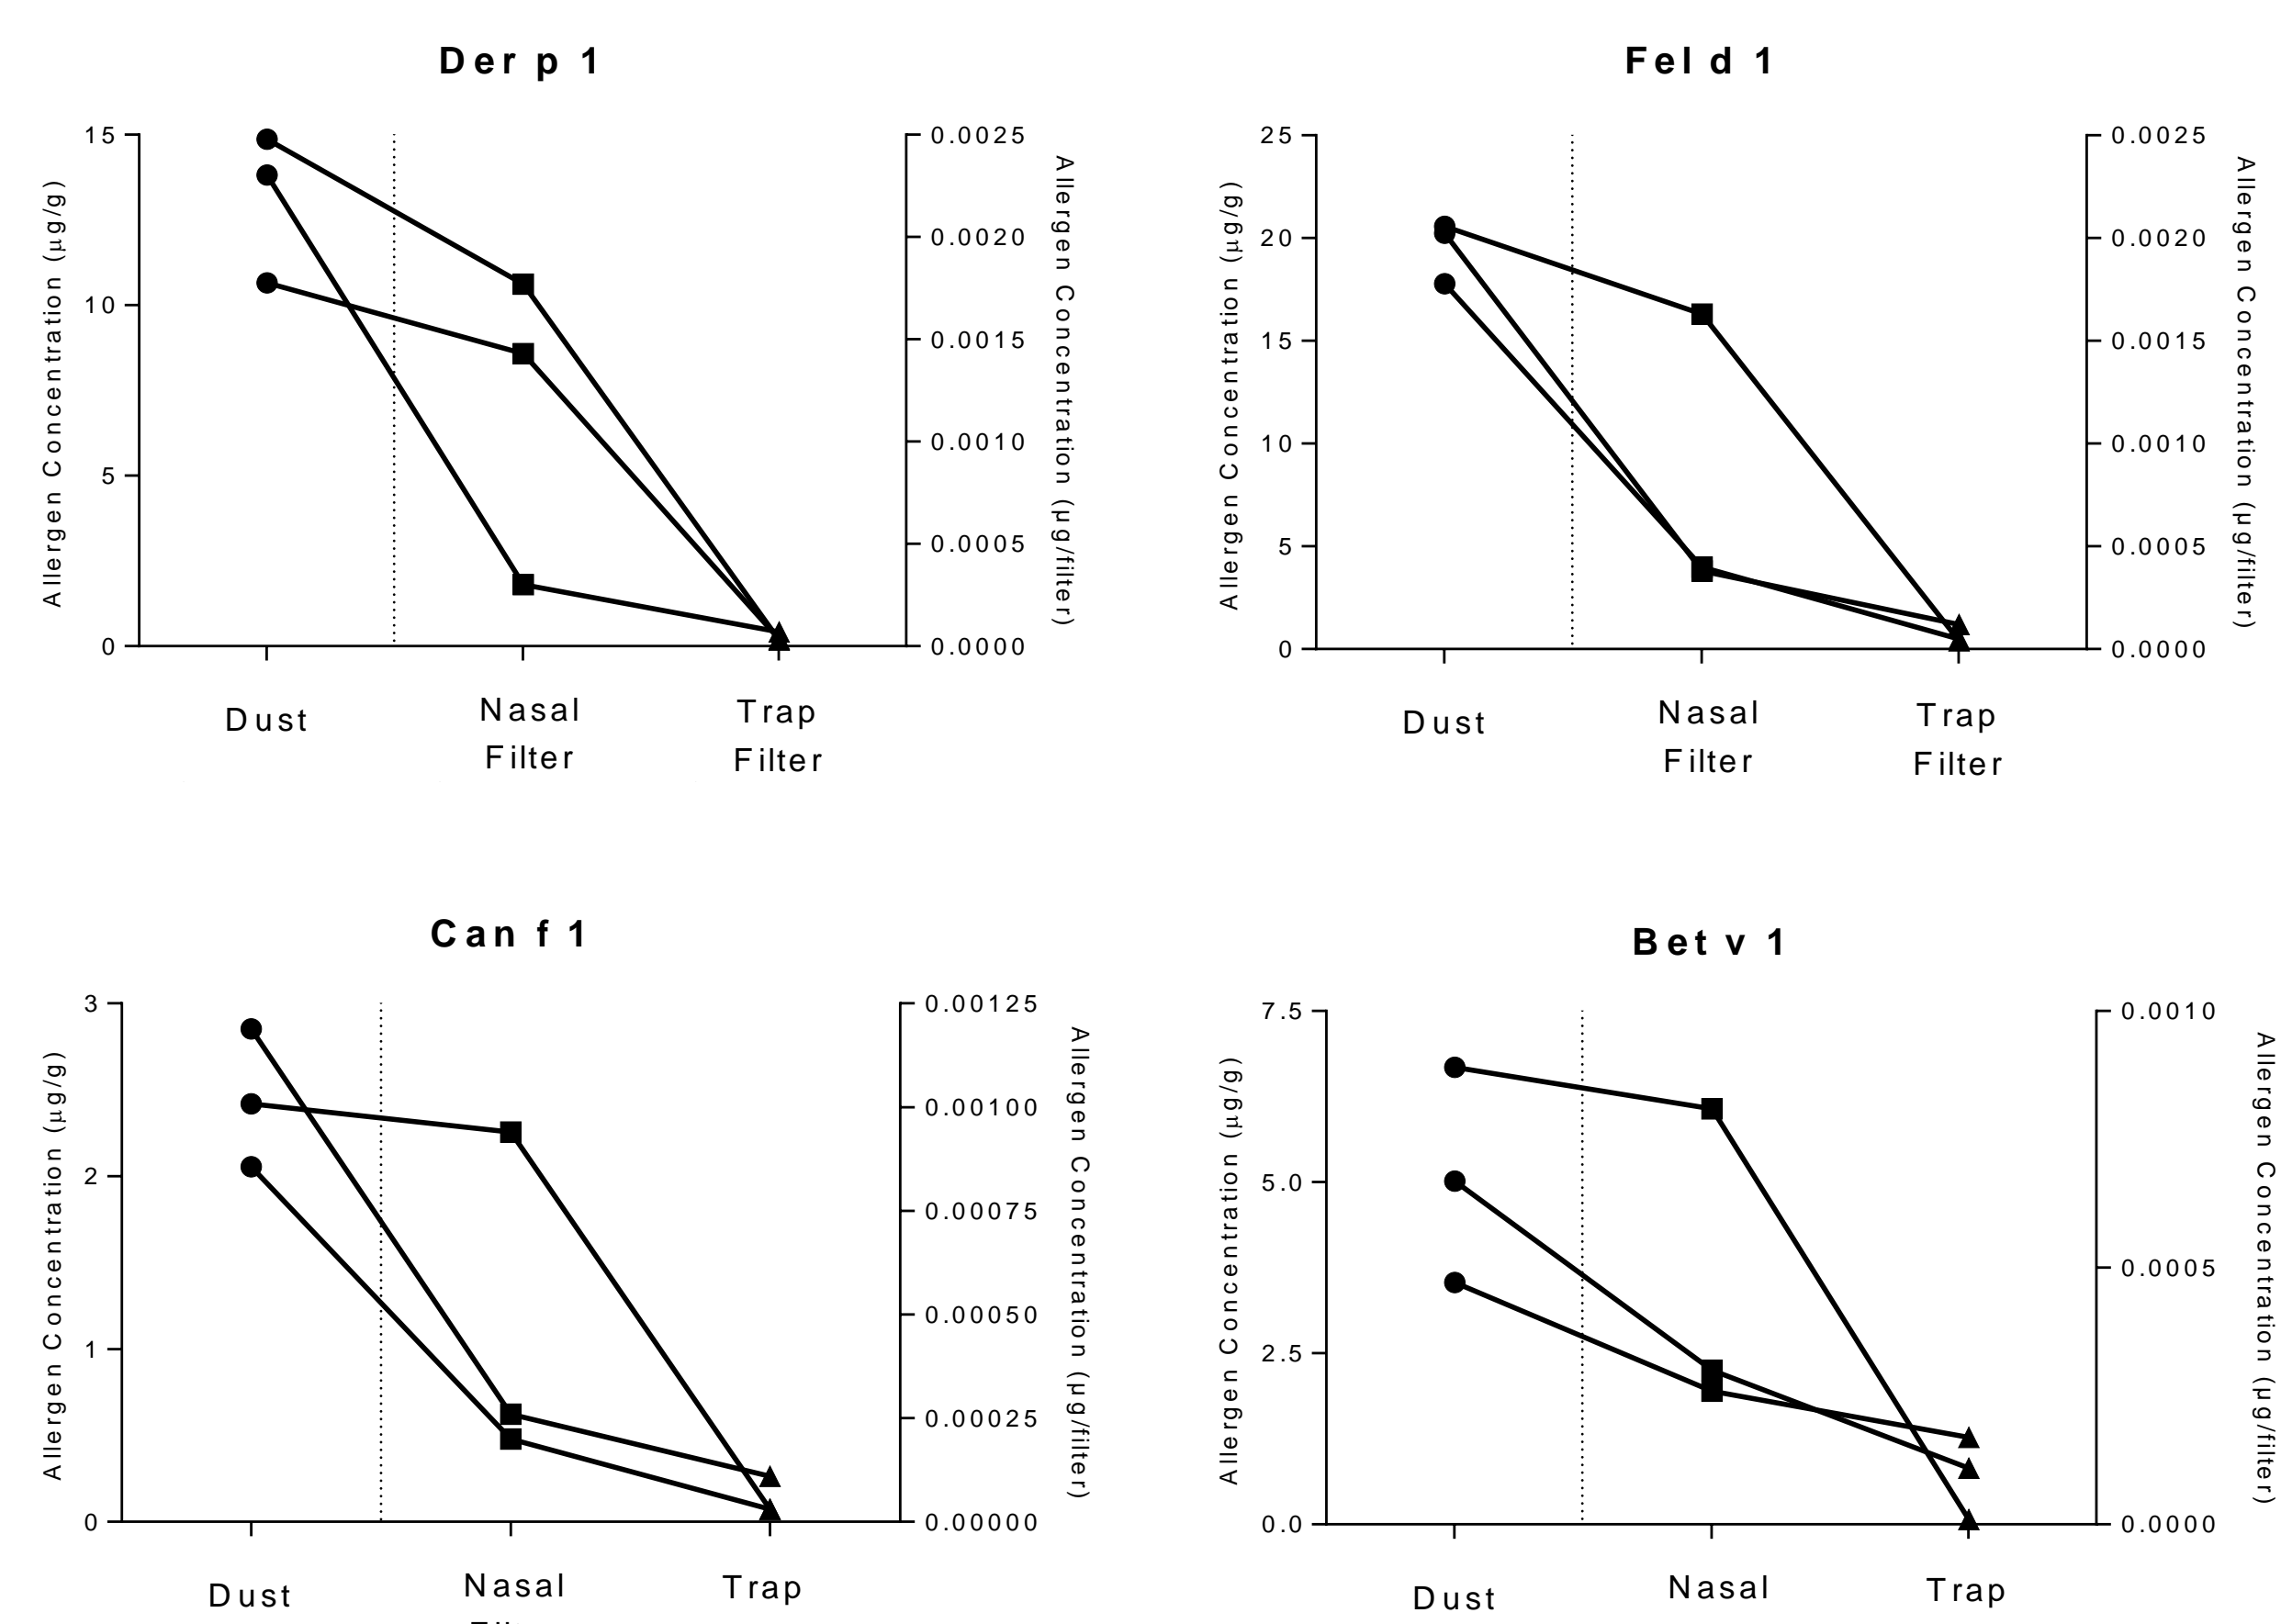 Der p 1
15
10
5
0
Allergen Concentration (µg/g)
0.0025
0.0020
0.0015
0.0010
0.0005
0.0000
Allergen Concentration (µg/filter)
Dust
Nasal
Filter
Trap
Filter
Fel d 1
25
20
15
10
5
0
Allergen Concentration (µg/g)
0.0025
0.0020
0.0015
0.0010
0.0005
0.0000
Allergen Concentration (µg/filter)
Dust
Nasal
Filter
Trap
Filter
Can f 1
3
2
1
0
Allergen Concentration (µg/g)
0.00125
0.00100
0.00075
0.00050
0.00025
0.00000
Allergen Concentration (µg/filter)
Dust
Nasal
Trap
Bet v 1
7.5
5.0
2.5
0.0
Allergen Concentration (µg/g)
0.0010
0.0005
0.0000
Allergen Concentration (µg/filter)
Dust
Nasal
Trap